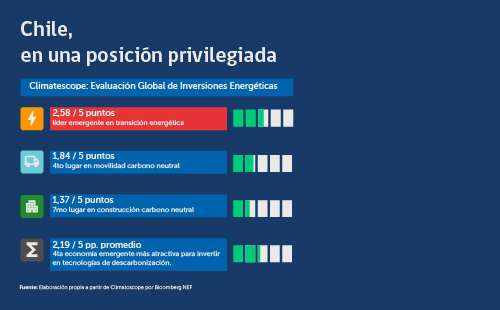 Chile,
en una posición privilegiada
Climatescope: Evaluación Global de Inversiones Energéticas
2,58 / 5 puntos
líder emergente en transición energética
1,84 / 5 puntos
4to lugar en movilidad carbono neutral
1,37 / 5 puntos
7mo lugar en construcción carbono neutral
Σ
2,19 / 5 pp. promedio
4ta economía emergente más atractiva para invertir
en tecnologías de descarbonización.
Fuente: Elaboración propia a partir de Climatoscope por Bloomberg NEF